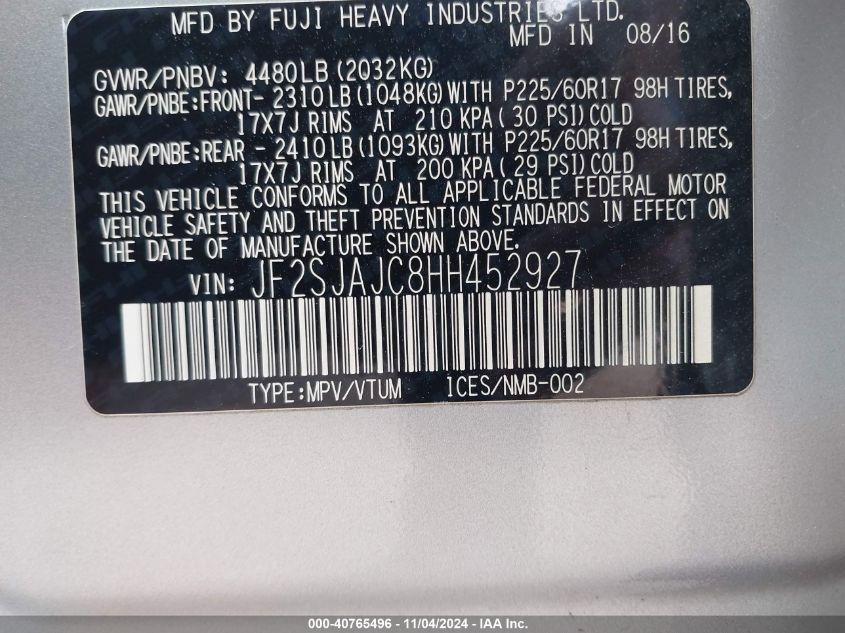 MFD BY FUJI HEAVY INDUSTRIES LTD.
MFD IN 08/16
GVWR/PNBV: 4480LB (2032KG)
GAWR/PNBE:FRONT- 2310LB (1048KG) WITH P225/60R17 98H TIRES,
17X7J RIMS AT 210 KPA ( 30 PSI) COLD
GAWR/PNBE:REAR - 2410LB (1093KG) WITH P225/60R17 98H TIRES,
17X7J RIMS AT 200 KPA ( 29 PSI) COLD
THIS VEHICLE CONFORMS TO ALL APPLICABLE FEDERAL MOTOR
VEHICLE SAFETY AND THEFT PREVENTION STANDARDS IN EFFECT ON
THE DATE OF MANUFACTURE SHOWN ABOVE.
VIN: JF2SJAJC8HH452927
TYPE:MPV/VTUM ICES/NMB-002
000-40765496 - 11/04/2024 - IAA Inc.